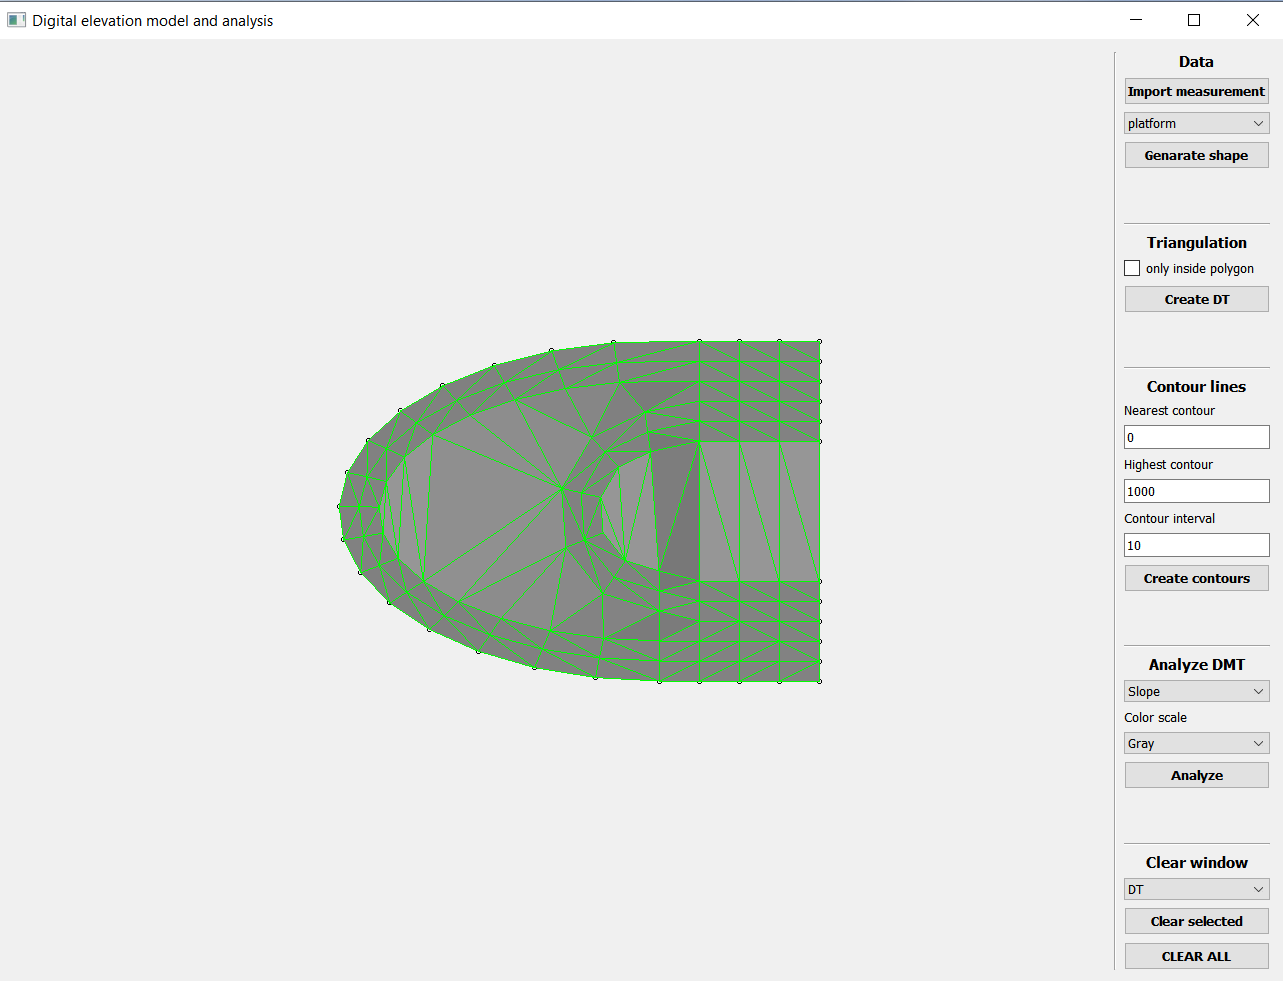 Digital elevation model and analysis
Data
Import measurement
platform
Genarate shape
Triangulation
only inside polygon
Create DT
Contour lines
Nearest contour
0
Highest contour
1000
Contour interval
10
Create contours
Analyze DMT
Slope
Color scale
Gray
Analyze
Clear window
DT
Clear selected
CLEAR ALL